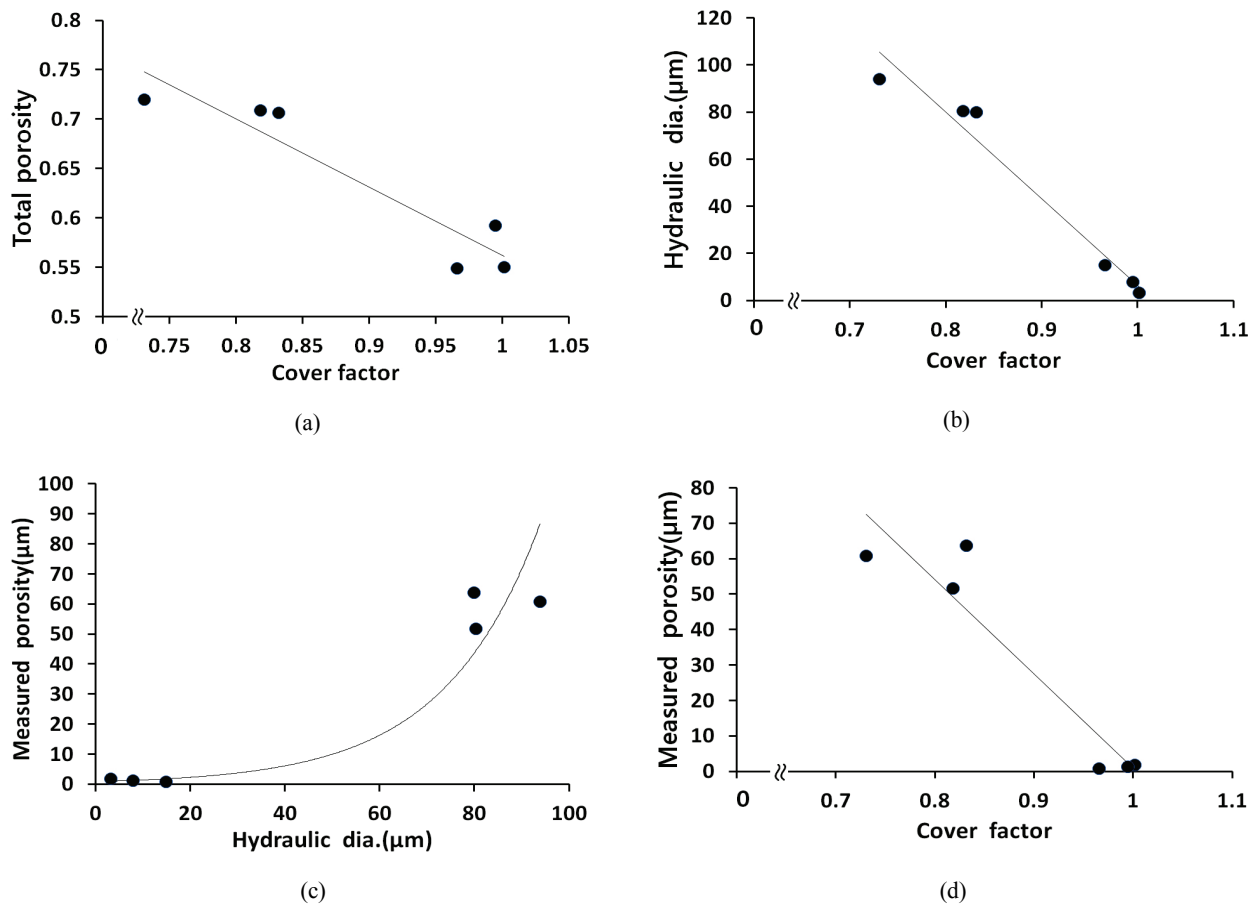 0.8
0.75
0.7
0.65
0.6
0.55
0.5
Total porosity
0 0.75 0.8 0.85 0.9 0.95 1 1.05
Cover factor
(a)
120
100
80
60
40
20
0
Hydraulic dia.(μm)
0 0.7 0.8 0.9 1 1.1
Cover factor
(b)
100
90
80
70
60
50
40
30
20
10
0
Measured porosity(μm)
0 20 40 60 80 100
Hydraulic dia.(μm)
(c)
80
70
60
50
40
30
20
10
0
Measured porosity(μm)
0 0.7 0.8 0.9 1 1.1
Cover factor
(d)